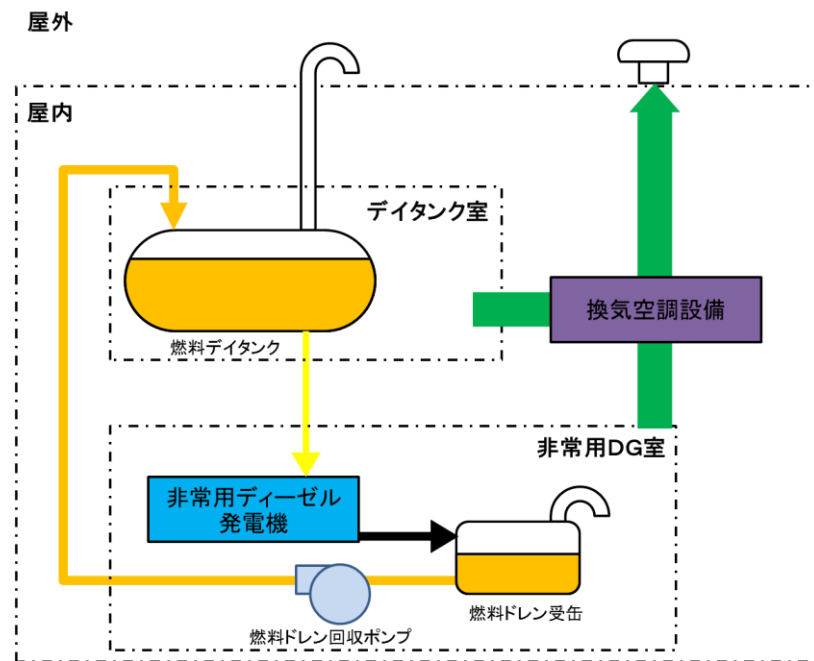 屋外
屋内
デイタンク室
換気空調設備
燃料デイタンク
非常用DG室
非常用ディーゼル
発電機
燃料ドレン受缶
燃料ドレン回収ポンプ